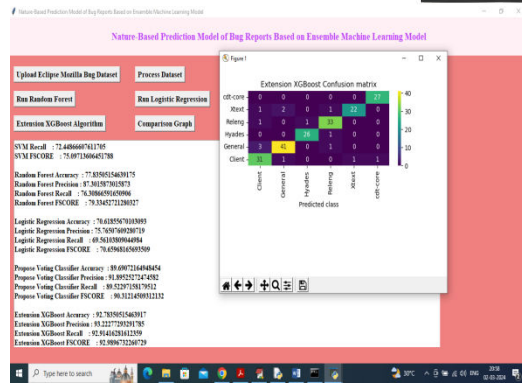 Nature-Based Prediction Model of Bug Reports Based on Ensemble Machine Learning Model
Nature-Based Prediction Model of Bug Reports Based on Ensemble Machine Learning Model
Upload Eclipse Mozilla Bug Dataset
Process Dataset
Run Random Forest
Run Logistic Regression
Extension XGBoost Algorithm
Comparison Graph
SVM Recall : 72.44866607611705
SVM FSCORE : 75.09713606451788
Random Forest Accuracy : 77.83505154639175
Random Forest Precision : 87.3015873015873
Random Forest Recall : 76.30866591650906
Random Forest FSCORE : 79.33452721280327
Logistic Regression Accuracy : 70.61855670103093
Logistic Regression Precision : 75.76507609280719
Logistic Regression Recall : 69.56103809044984
Logistic Regression FSCORE : 70.65968165693509
Propose Voting Classifier Accuracy : 89.69072164948454
Propose Voting Classifier Precision : 91.89525272474582
Propose Voting Classifier Recall : 89.52297158179512
Propose Voting Classifier FSCORE : 90.31214509312132
Extension XGBoost Accuracy : 92.78350515463917
Extension XGBoost Precision : 93.22277293291785
Extension XGBoost Recall : 92.91416281612359
Extension XGBoost FSCORE : 92.9896732260729
Figure 1
Extension XGBoost Confusion matrix
cdt-core 0 0 0 0 0 27
Xtext 1 2 0 1 22 0
Releng 1 0 1 33 0 0
Hyades 0 0 26 1 0 0
General 3 41 0 0 0 0
Client 31 1 0 0 1 1
Client General Hyades Releng Xtext cdt-core
Predicted class
40
30
20
10
0
Type here to search
30°C
ENG
20:58
02-03-2024